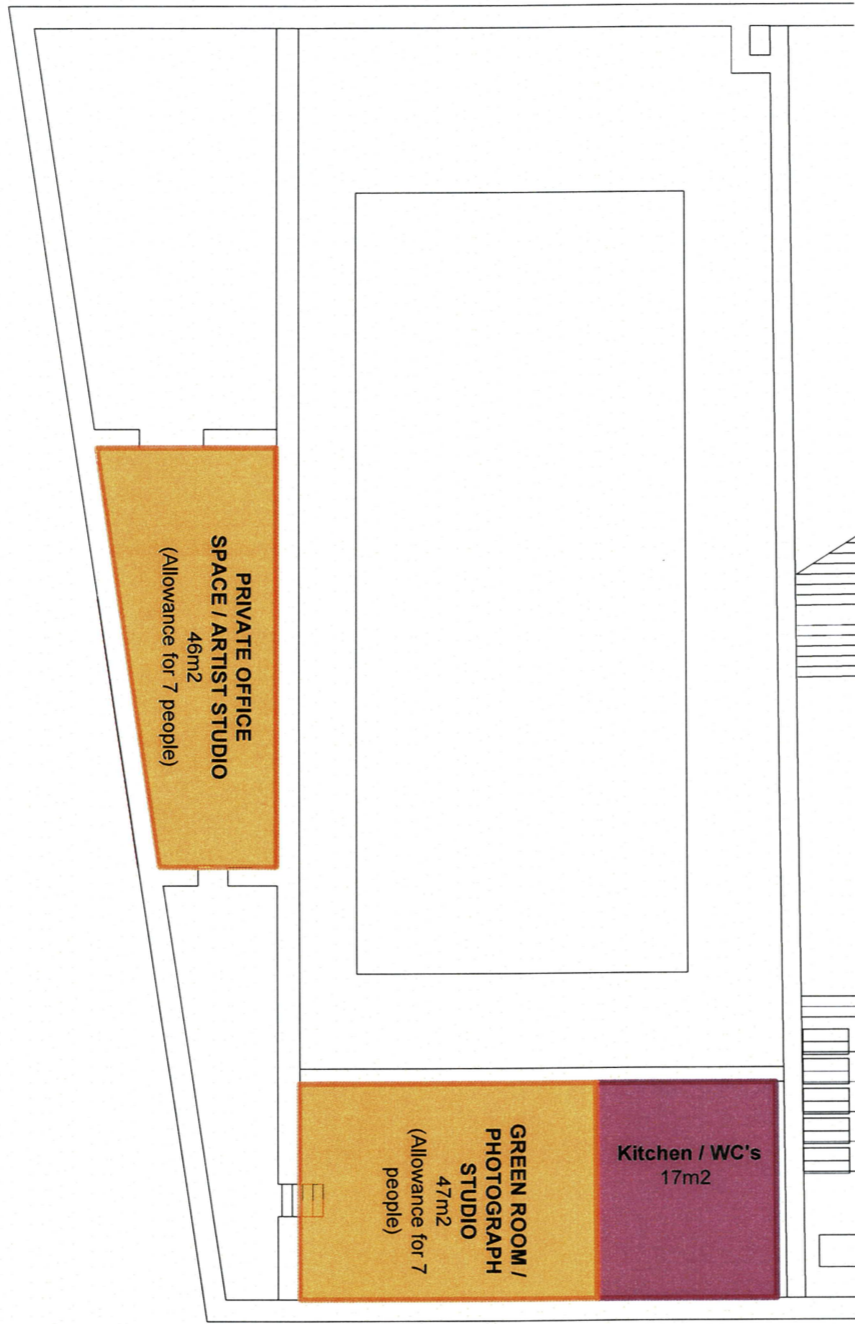 PRIVATE OFFICE
SPACE / ARTIST STUDIO
46m2
(Allowance for 7 people)
GREEN ROOM /
PHOTOGRAPH
STUDIO
47m2
(Allowance for 7
people)
Kitchen / WC's
17m2